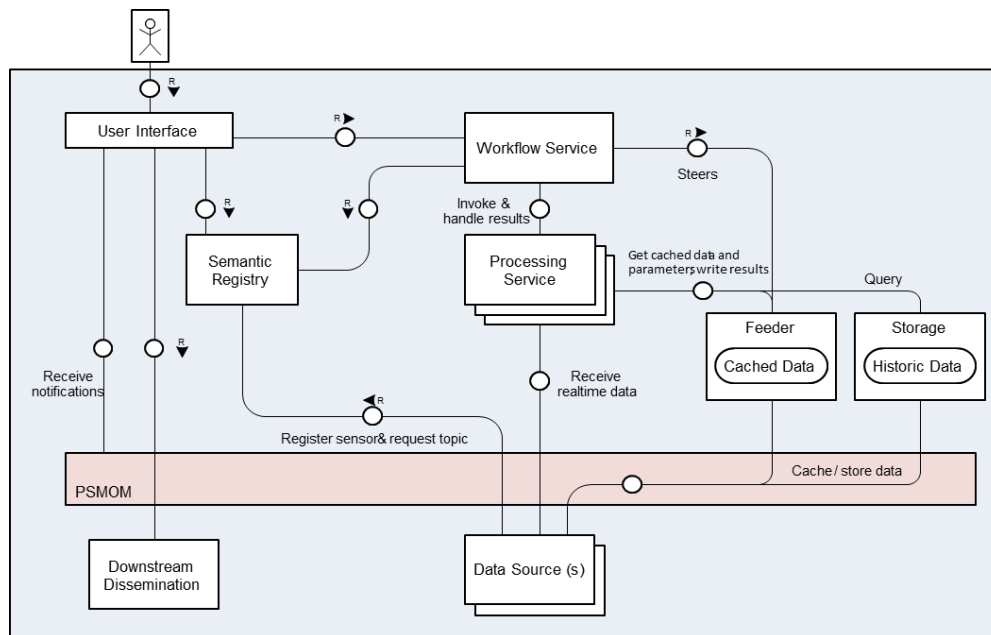 R
User Interface
R
Workflow Service
R
Steers
R
R
Invoke &
handle results
Semantic
Registry
Processing
Service
Get cached data and
parameters, write results
Query
Feeder
Cached Data
Storage
Historic Data
R
Receive
notifications
Receive
realtime data
R
Register sensor& request topic
Cache / store data
PSMOM
Downstream
Dissemination
Data Source (s)